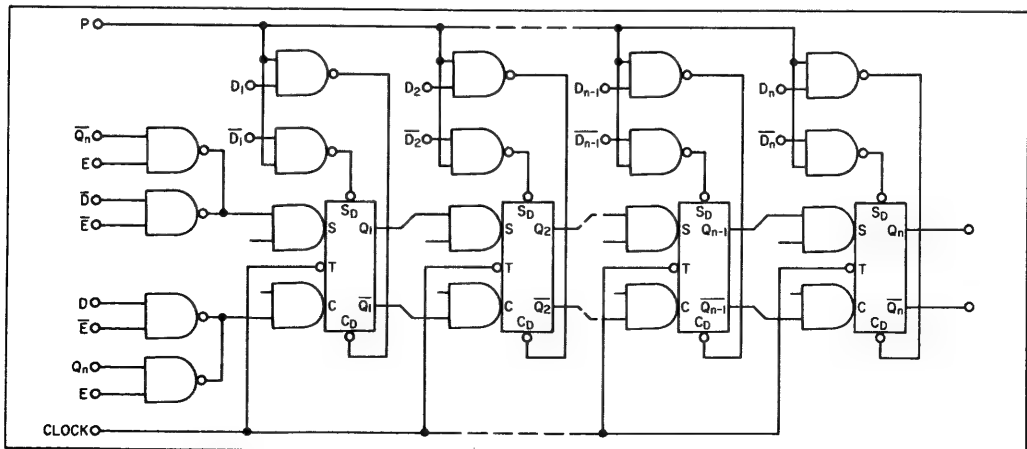 P
D1 D2 Dn-1 Dn
Q̅n̅ D̅1̅ D̅2̅ D̅n̅-̅1̅ D̅n̅
E
D̅ SD SD SD SD
E̅ S Q1 S Q2 S Qn-1 S Qn
T T T T
D C Q̅1̅ C Q̅2̅ C Q̅n̅-̅1̅ C Q̅n̅
E̅ CD CD CD CD
Qn
E
CLOCK